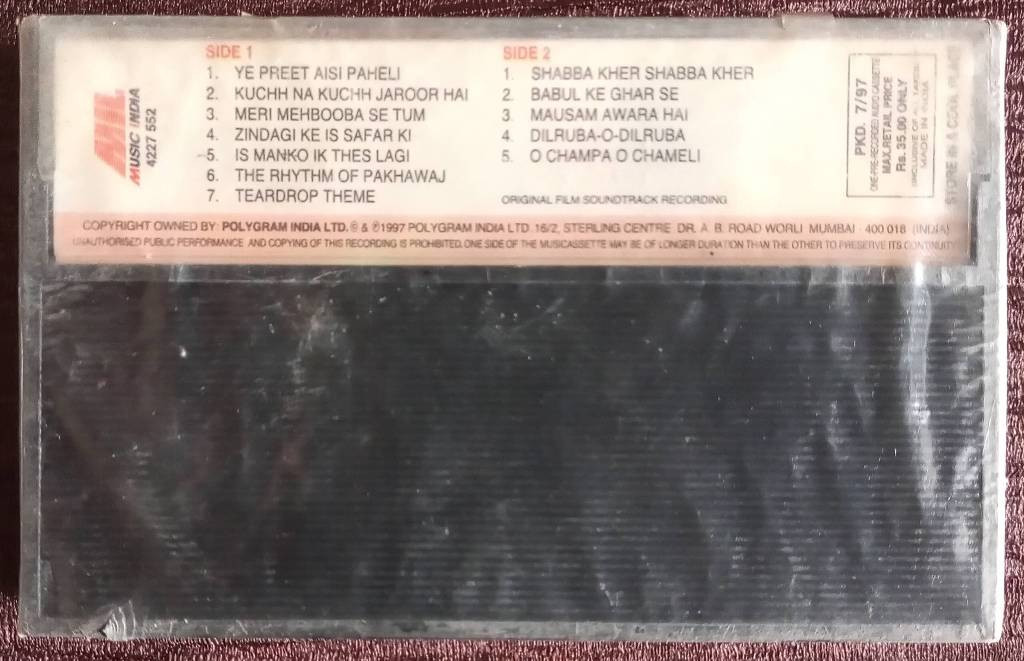 MIL
MUSIC INDIA
4227 552
SIDE 1
1. YE PREET AISI PAHELI
2. KUCHH NA KUCHH JAROOR HAI
3. MERI MEHBOOBA SE TUM
4. ZINDAGI KE IS SAFAR KI
5. IS MANKO IK THES LAGI
6. THE RHYTHM OF PAKHAWAJ
7. TEARDROP THEME
SIDE 2
1. SHABBA KHER SHABBA KHER
2. BABUL KE GHAR SE
3. MAUSAM AWARA HAI
4. DILRUBA-O-DILRUBA
5. O CHAMPA O CHAMELI
ORIGINAL FILM SOUNDTRACK RECORDING
PKD. 7/97
ONE-PRE-RECORDED AUDIO CASSETTE
MAX.RETAIL PRICE
Rs. 35.00 ONLY
INCLUSIVE OF ALL TAXES
MADE IN INDIA
STORE IN A COOL PLACE
COPYRIGHT OWNED BY: POLYGRAM INDIA LTD. © & ℗ 1997 POLYGRAM INDIA LTD. 16/2, STERLING CENTRE DR. A. B. ROAD WORLI MUMBAI - 400 018 (INDIA)
UNAUTHORISED PUBLIC PERFORMANCE AND COPYING OF THIS RECORDING IS PROHIBITED. ONE SIDE OF THE MUSICASSETTE MAY BE OF LONGER DURATION THAN THE OTHER TO PRESERVE ITS CONTINUITY